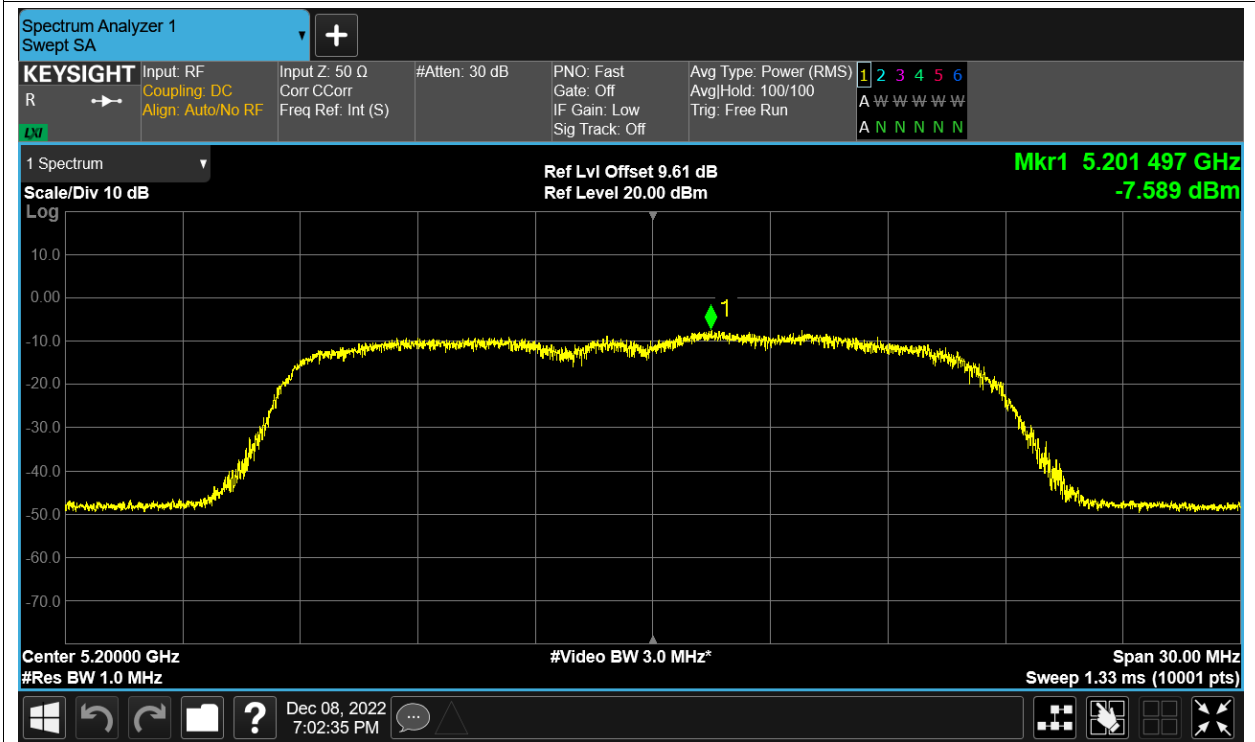 Spectrum Analyzer 1
Swept SA
KEYSIGHT
R
LXI
Input: RF
Coupling: DC
Align: Auto/No RF
Input Z: 50 Ω
Corr CCorr
Freq Ref: Int (S)
#Atten: 30 dB
PNO: Fast
Gate: Off
IF Gain: Low
Sig Track: Off
Avg Type: Power (RMS)
Avg|Hold: 100/100
Trig: Free Run
1 2 3 4 5 6
A W W W W W
A N N N N N
1 Spectrum
Scale/Div 10 dB
Log
Ref Lvl Offset 9.61 dB
Ref Level 20.00 dBm
Mkr1 5.201 497 GHz
-7.589 dBm
10.0
0.00
-10.0
-20.0
-30.0
-40.0
-50.0
-60.0
-70.0
1
Center 5.20000 GHz
#Res BW 1.0 MHz
#Video BW 3.0 MHz*
Span 30.00 MHz
Sweep 1.33 ms (10001 pts)
?
Dec 08, 2022
7:02:35 PM